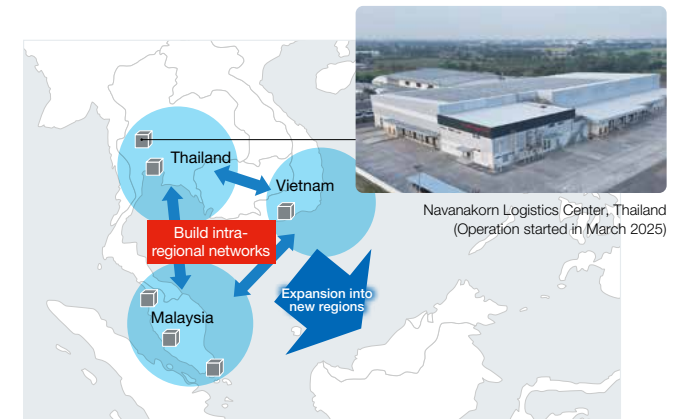 Thailand
Vietnam
Build intra-
regional networks
Expansion into
new regions
Malaysia
Navanakorn Logistics Center, Thailand
(Operation started in March 2025)